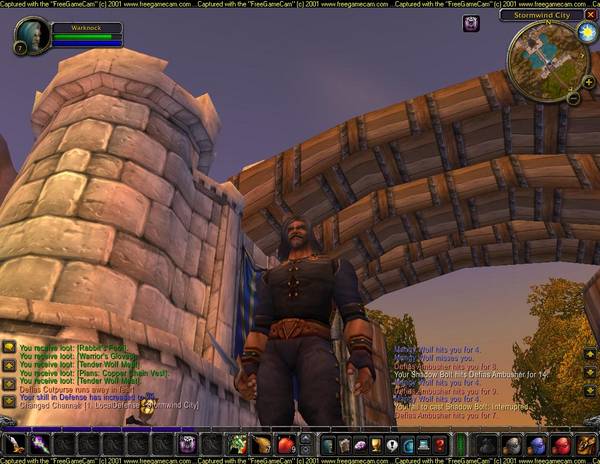 Captured with the "FreeGameCam" (c) 2001 www.freegamecam.com ... Captured with the "FreeGameCam" (c) 2001 www.freegamecam.com ... Captured with the "FreeGameCam" (c) 2001 www.freegamecam.com
Warknock
7
Stormwind City
You receive loot: [Rabbit's Foot].
You receive loot: [Warrior's Gloves].
You receive loot: [Tender Wolf Meat].
You receive loot: [Plans: Copper Chain Vest].
You receive loot: [Tender Wolf Meat].
Defias Cutpurse runs away in fear!
Your skill in Defense has increased to
Changed Channel: [1. LocalDefense - Stormwind City]
Mangy Wolf hits you for 4.
Mangy Wolf misses you.
Defias Ambusher hits you for
Your Shadow Bolt hits Defias Ambusher for 14.
Mangy Wolf hits you for 4.
Defias Ambusher hits you for 9.
Mangy Wolf hits you for 4.
You fail to cast Shadow Bolt: Interrupted.
Defias Ambusher hits you for 7.
Captured with the "FreeGameCam" (c) 2001 www.freegamecam.com ... Captured with the "FreeGameCam" (c) 2001 www.freegamecam.com ... Captured with the "FreeGameCam" (c) 2001 www.freegamecam.com